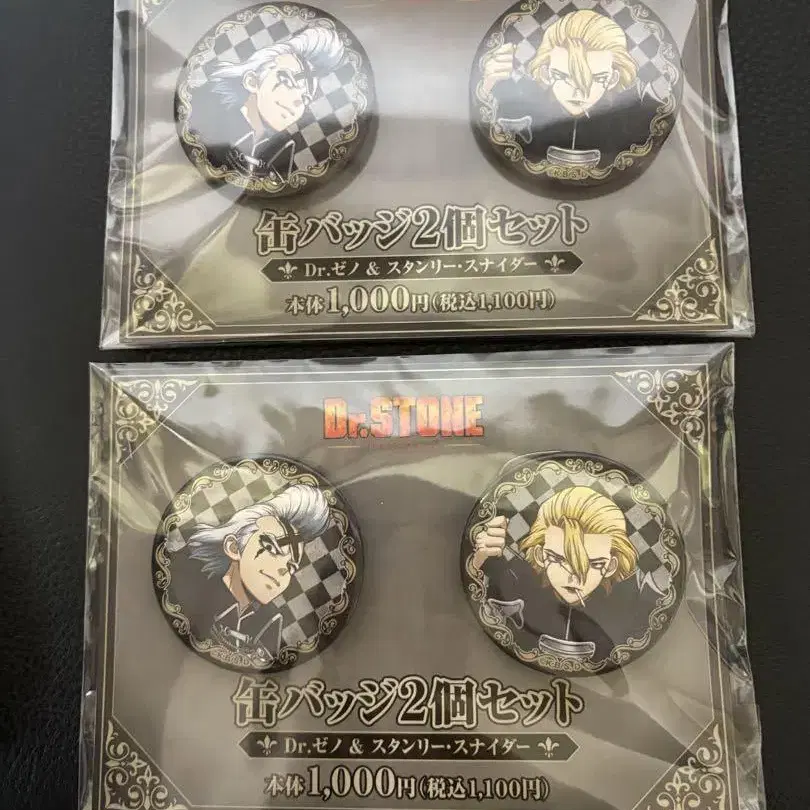 缶バッジ2個セット
Dr.ゼノ & スタンリー・スナイダー
本体1,000円(税込1,100円)
Dr.STONE
缶バッジ2個セット
Dr.ゼノ & スタンリー・スナイダー
本体1,000円(税込1,100円)